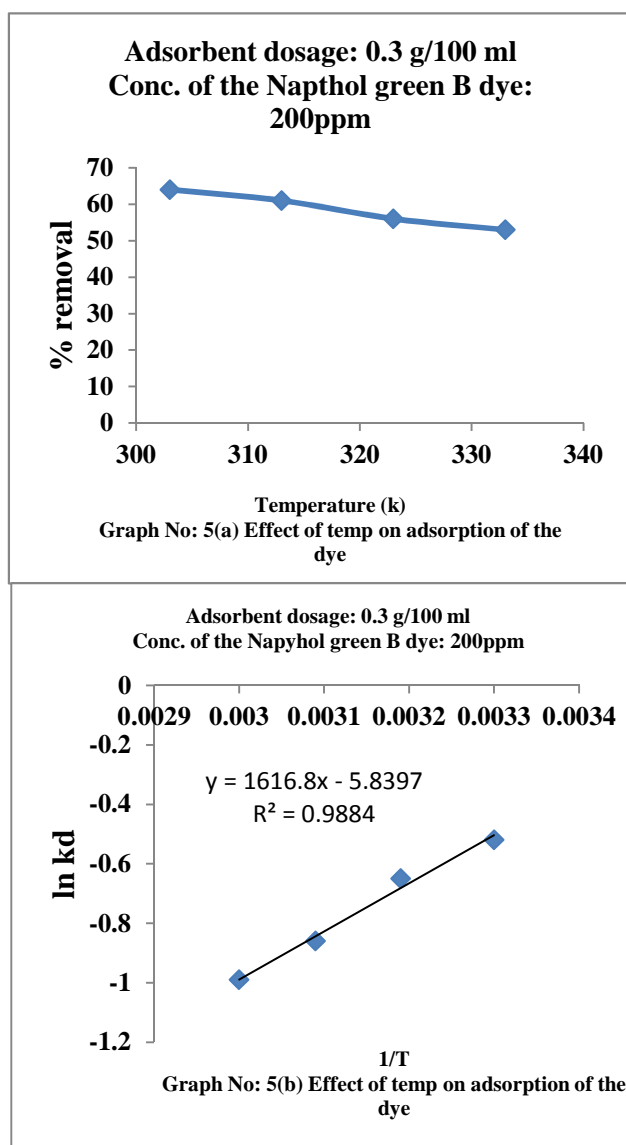 Adsorbent dosage: 0.3 g/100 ml
Conc. of the Napthol green B dye:
200ppm
70
60
50
40
30
20
10
0
% removal
300 310 320 330 340
Temperature (k)
Graph No: 5(a) Effect of temp on adsorption of the
dye
Adsorbent dosage: 0.3 g/100 ml
Conc. of the Napyhol green B dye: 200ppm
0
0.0029 0.003 0.0031 0.0032 0.0033 0.0034
-0.2
y = 1616.8x - 5.8397
R² = 0.9884
-0.4
-0.6
-0.8
-1
-1.2
ln kd
1/T
Graph No: 5(b) Effect of temp on adsorption of the
dye